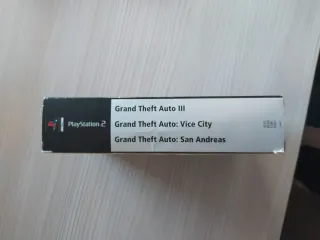 PlayStation 2
Grand Theft Auto III
Grand Theft Auto: Vice City
Grand Theft Auto: San Andreas